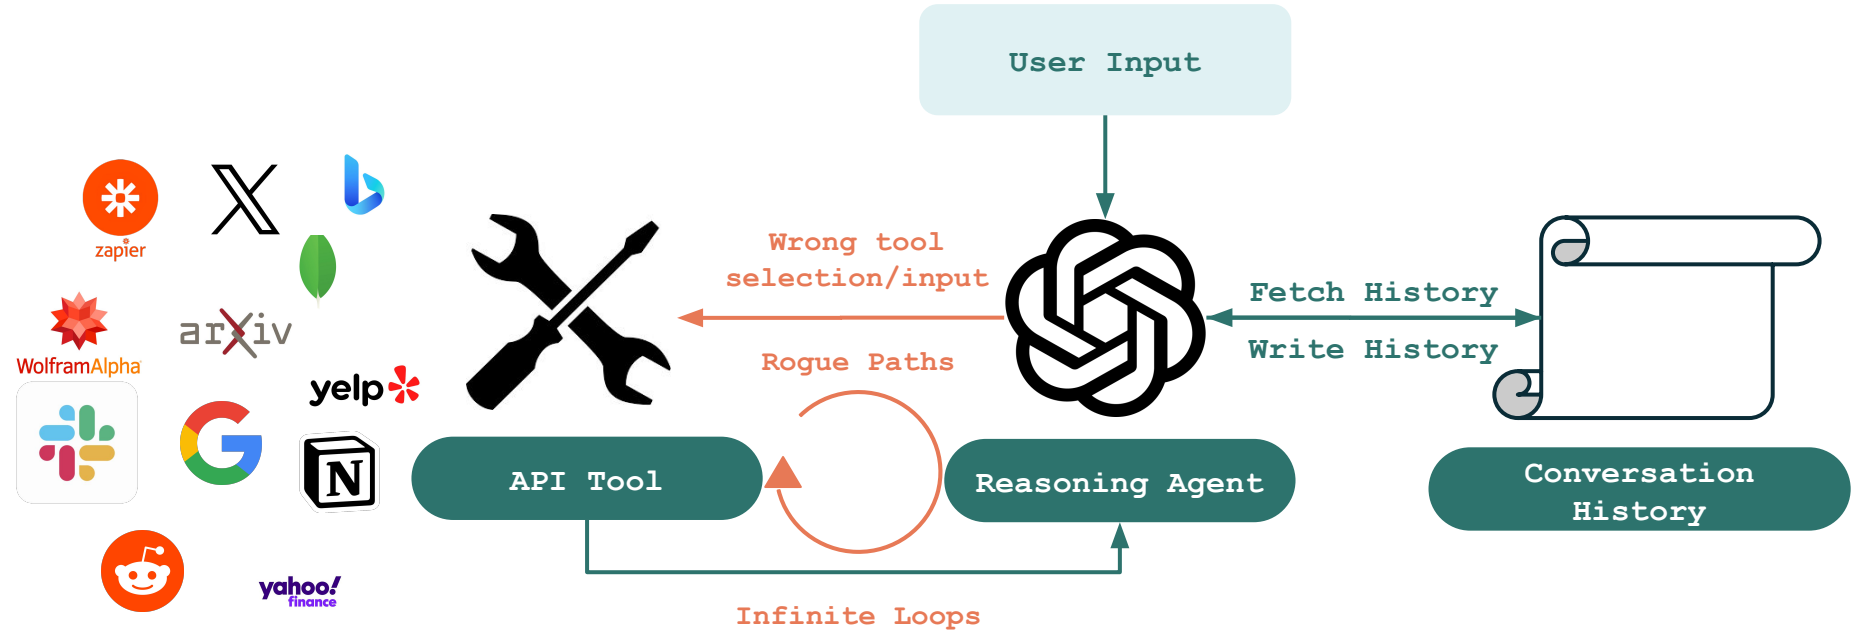 User Input
zapier
Wrong tool
selection/input
Fetch History
Write History
arXiv
WolframAlpha
Rogue Paths
yelp
N
API Tool
Reasoning Agent
Conversation
History
yahoo!
finance
Infinite Loops